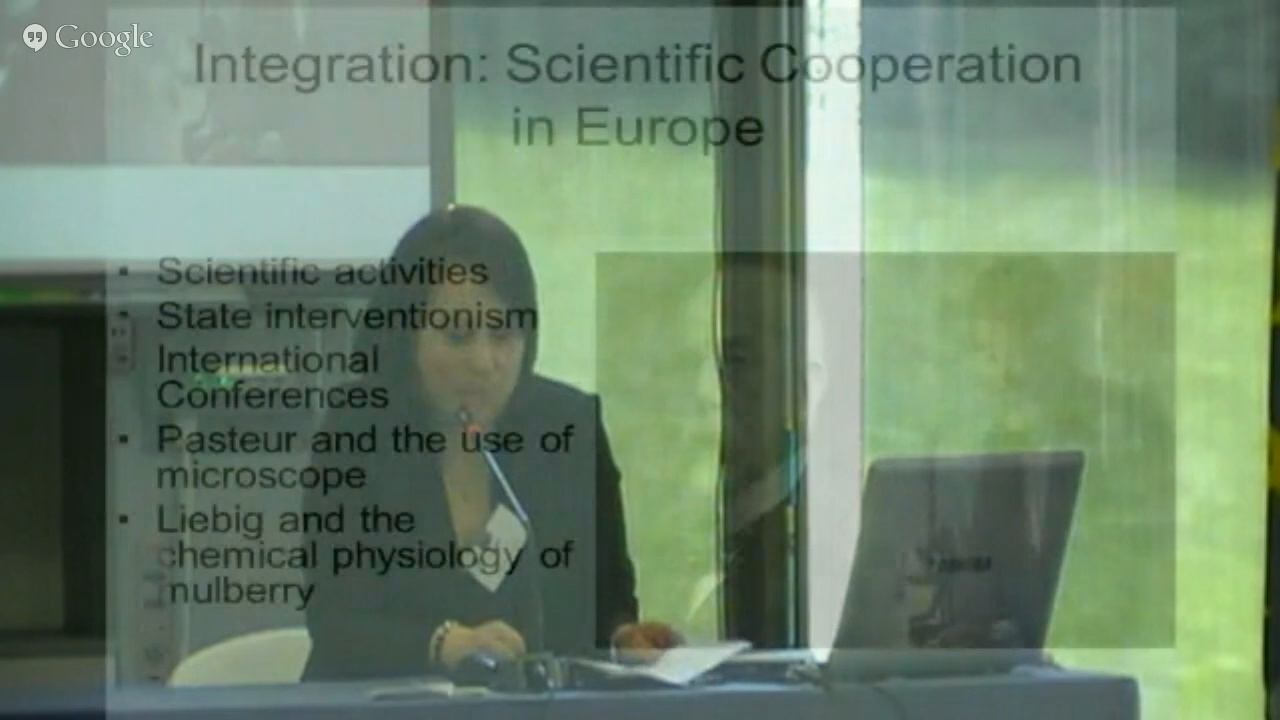 Google
Integration: Scientific Cooperation
in Europe
• Scientific activities
• State interventionism
• International
Conferences
• Pasteur and the use of
microscope
• Liebig and the
chemical physiology of
mulberry